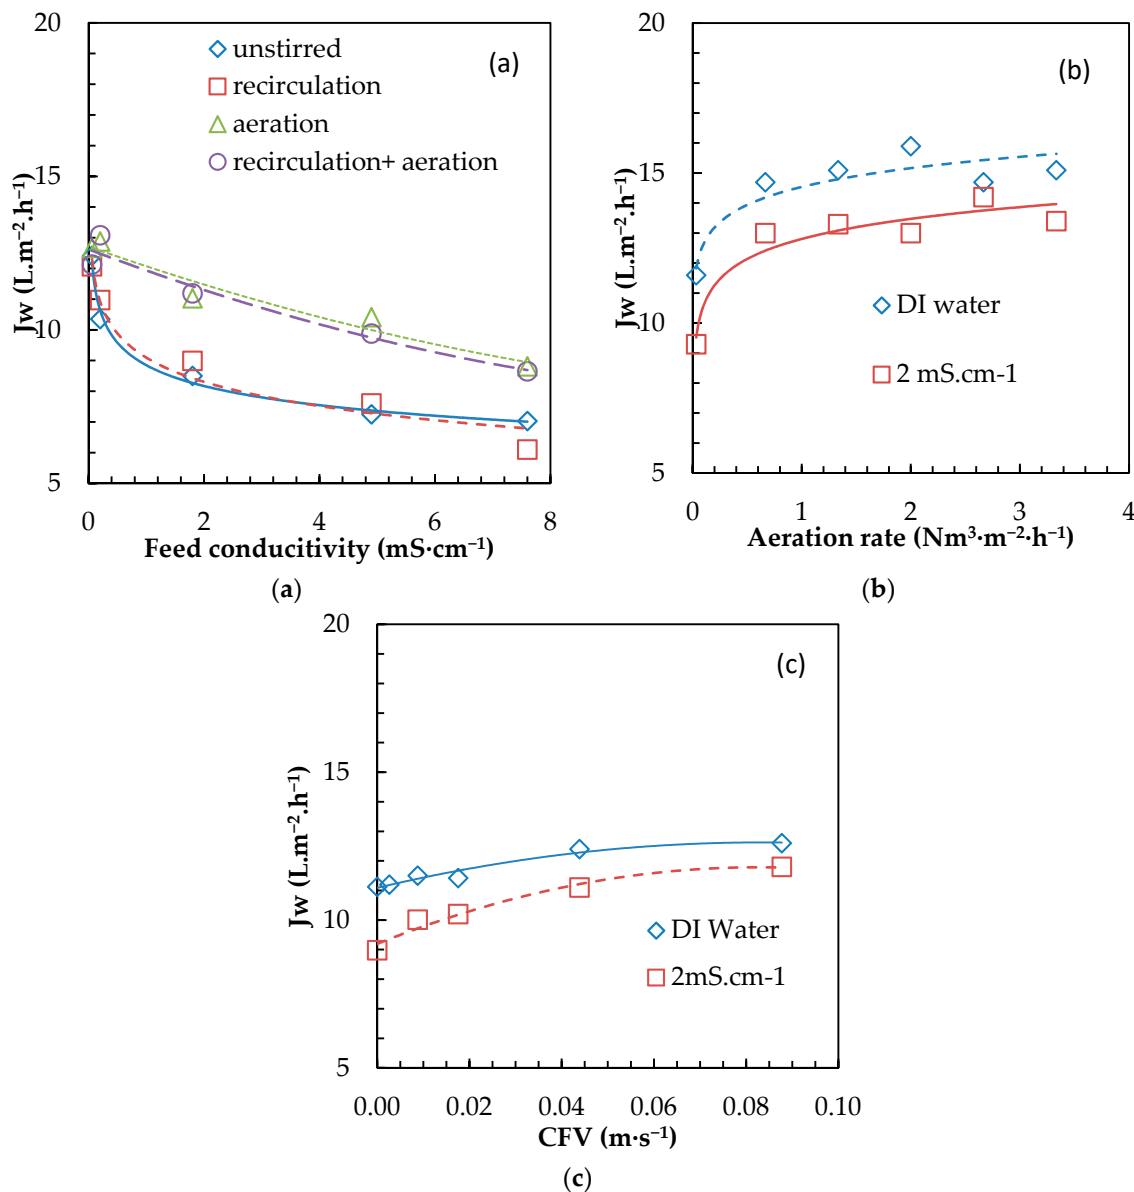 20
15
10
5
Jw (L.m⁻².h⁻¹)
unstirred
recirculation
aeration
recirculation+ aeration
(a)
0 2 4 6 8
Feed conducitivity (mS·cm⁻¹)
(a)
20
15
10
5
Jw (L.m⁻².h⁻¹)
(b)
DI water
2 mS.cm-1
0 1 2 3 4
Aeration rate (Nm³·m⁻²·h⁻¹)
(b)
20
15
10
5
Jw (L.m⁻².h⁻¹)
(c)
DI Water
2mS.cm-1
0.00 0.02 0.04 0.06 0.08 0.10
CFV (m·s⁻¹)
(c)